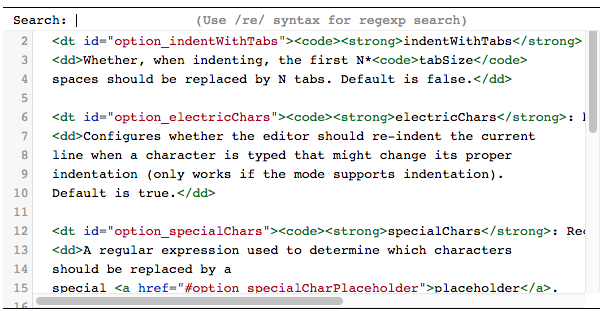 Search: (Use /re/ syntax for regexp search)
2 <dt id="option_indentWithTabs"><code><strong>indentWithTabs</strong>
3 <dd>Whether, when indenting, the first N*<code>tabSize</code>
4 spaces should be replaced by N tabs. Default is false.</dd>
5
6 <dt id="option_electricChars"><code><strong>electricChars</strong>:
7 <dd>Configures whether the editor should re-indent the current
8 line when a character is typed that might change its proper
9 indentation (only works if the mode supports indentation).
10 Default is true.</dd>
11
12 <dt id="option_specialChars"><code><strong>specialChars</strong>: Reg
13 <dd>A regular expression used to determine which characters
14 should be replaced by a
15 special <a href="#option_specialCharPlaceholder">placeholder</a>.
16